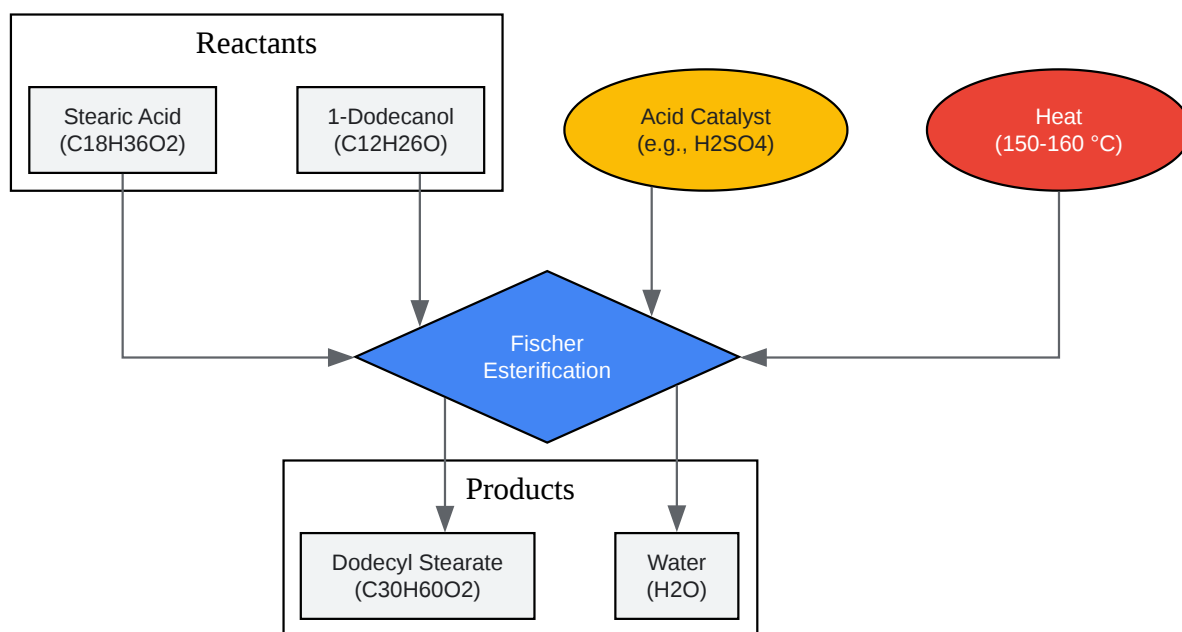 Reactants
Stearic Acid
(C18H36O2)
1-Dodecanol
(C12H26O)
Acid Catalyst
(e.g., H2SO4)
Heat
(150-160 °C)
Fischer
Esterification
Products
Dodecyl Stearate
(C30H60O2)
Water
(H2O)